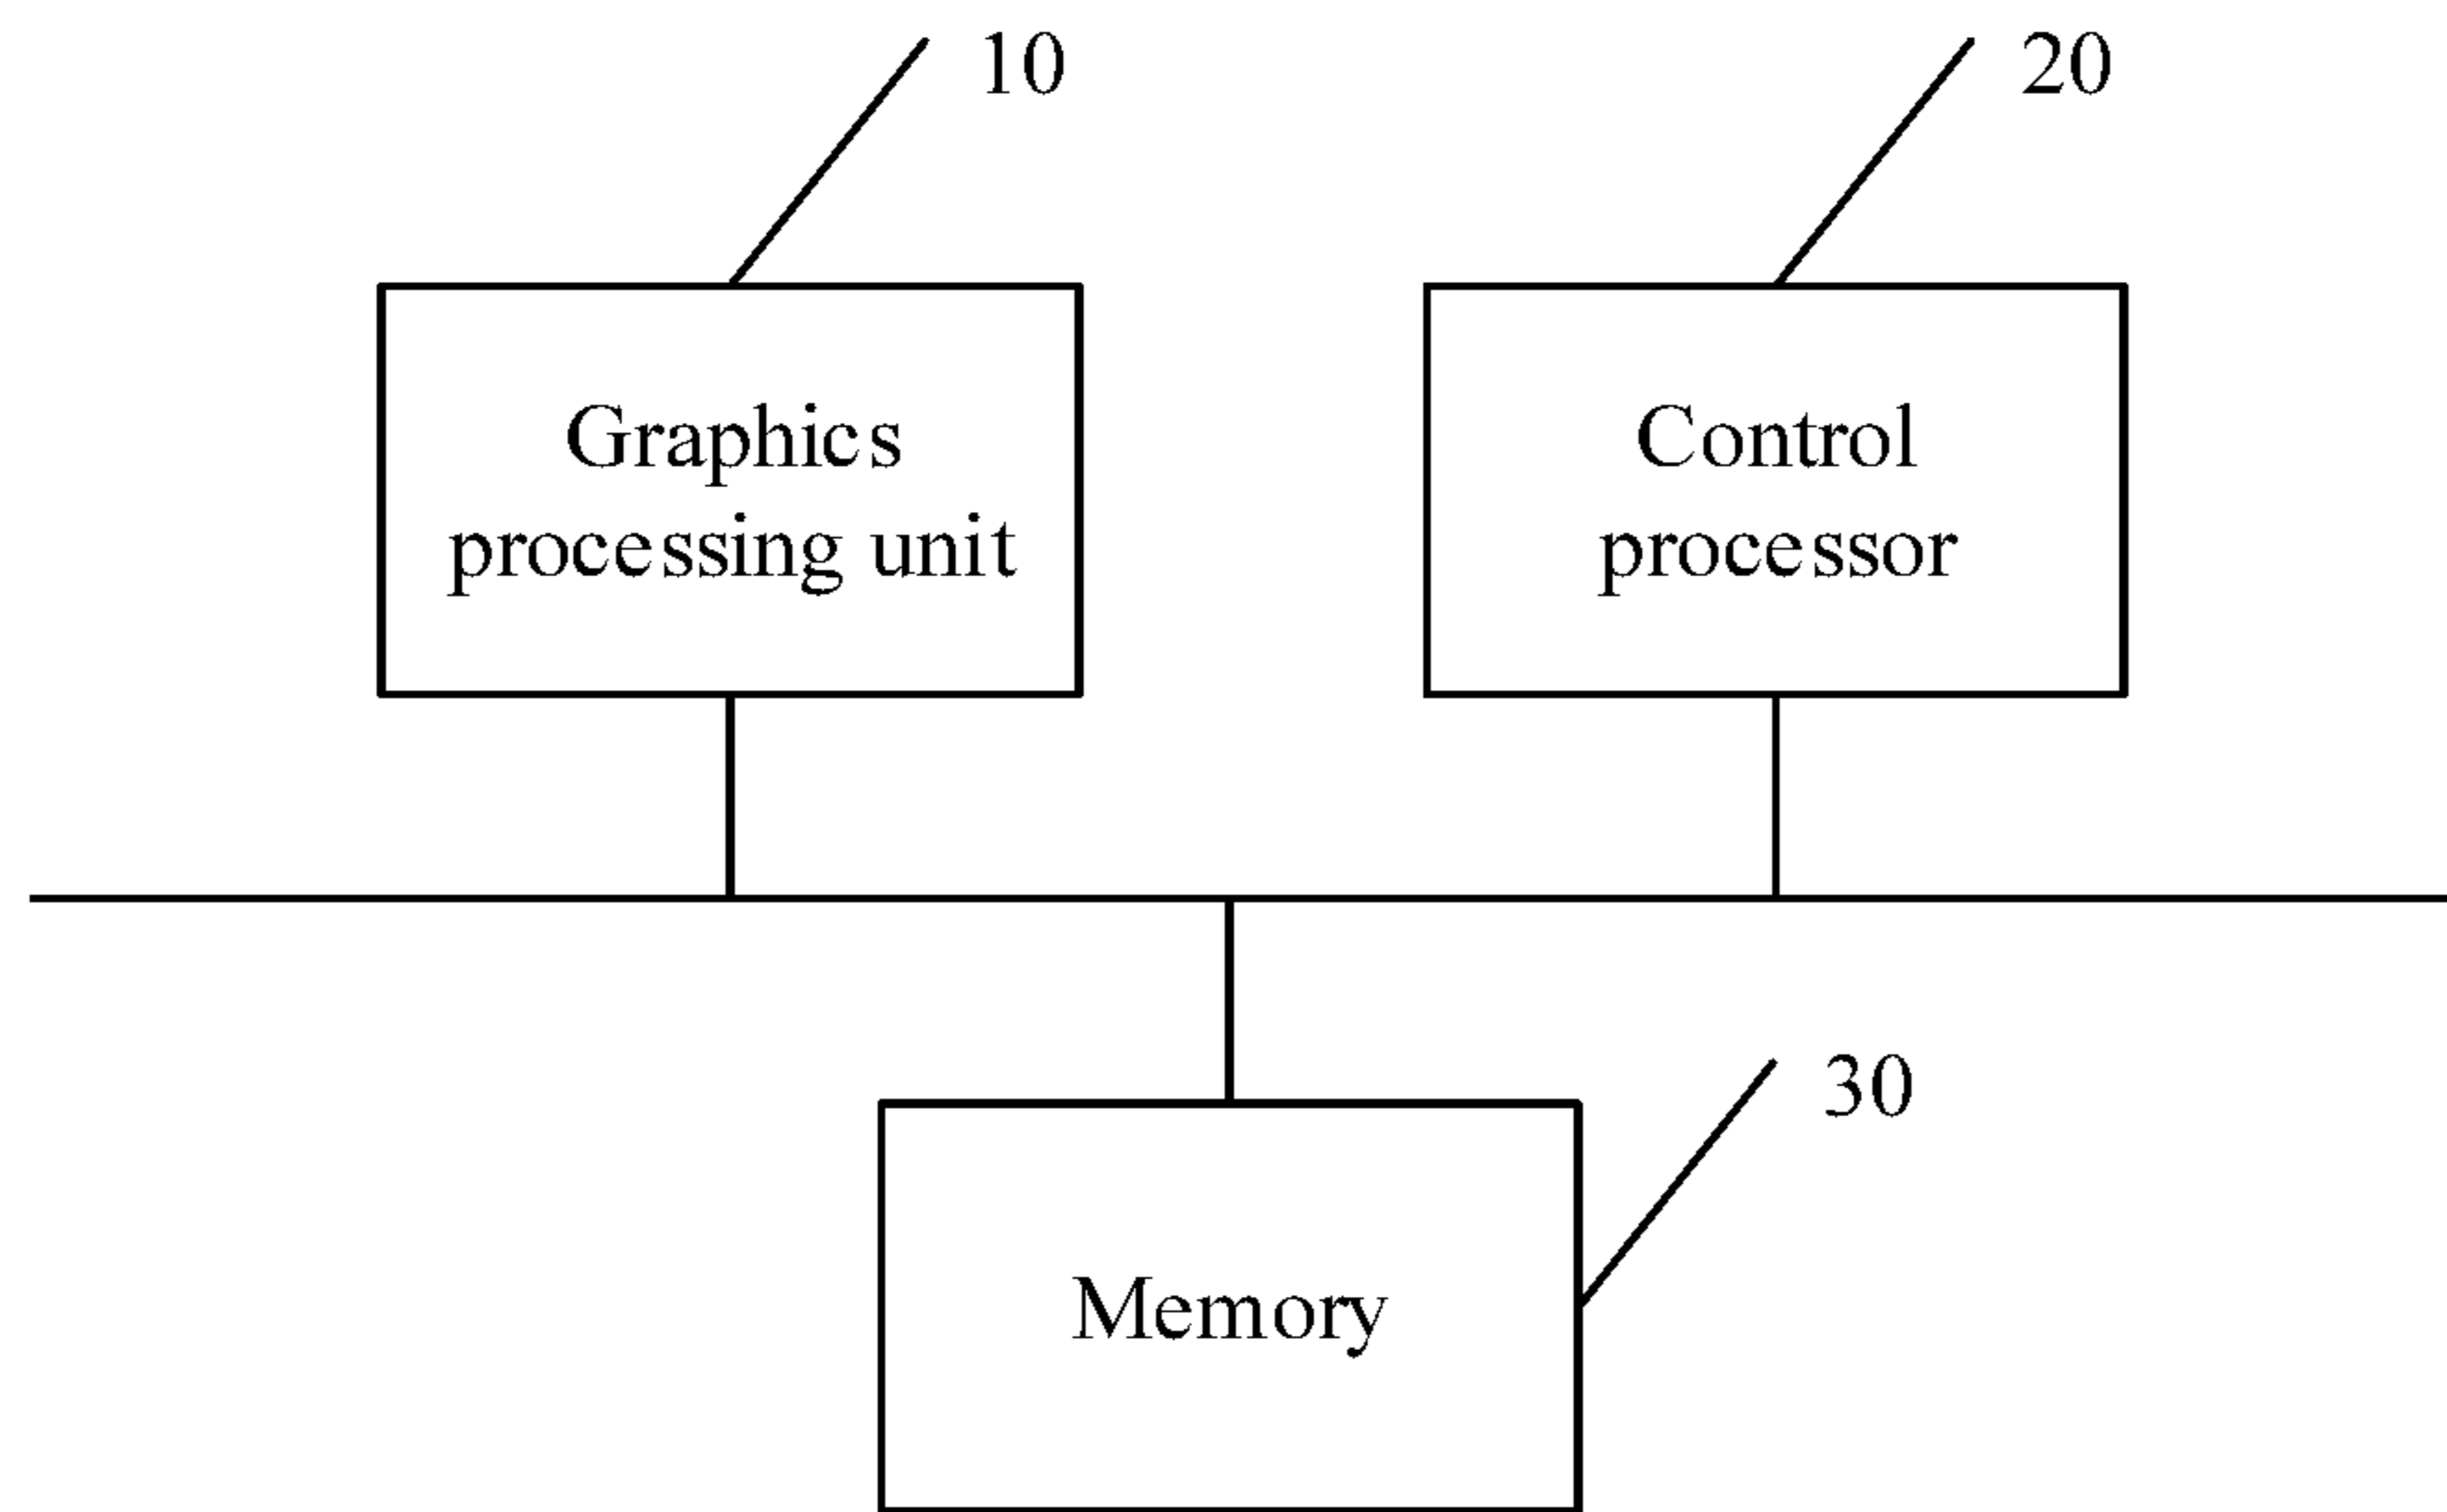 10
20
Graphics
processing unit
Control
processor
30
Memory